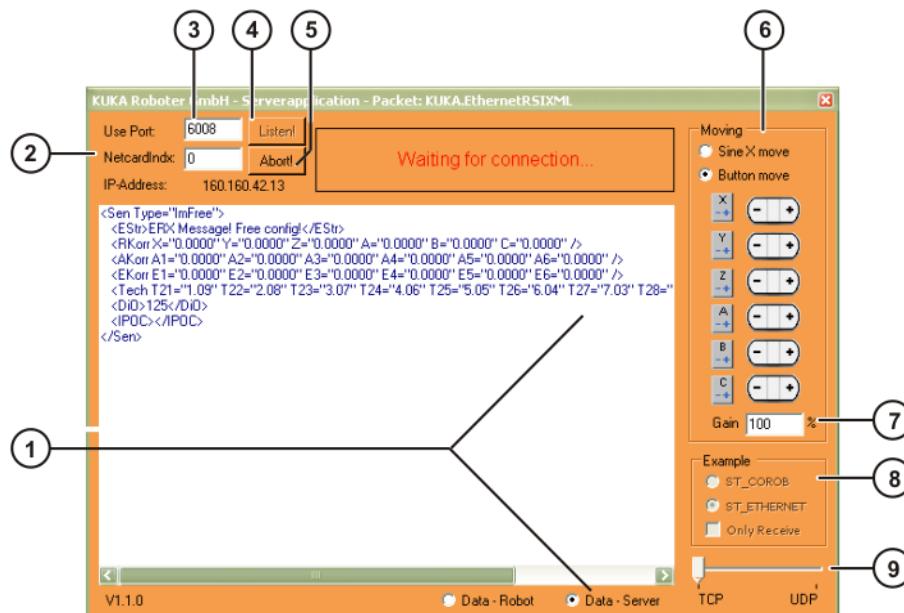 3 4 5 6
KUKA Roboter GmbH - Serverapplication - Packet: KUKA.EthernetRSIXML
Use Port: 6008 Listen!
2
NetcardIndx: 0 Abort!
IP-Address: 160.160.42.13
Waiting for connection...
<Sen Type="ImFree">
<EStr>ERX Message! Free config!</EStr>
<RKorr X="0.0000" Y="0.0000" Z="0.0000" A="0.0000" B="0.0000" C="0.0000" />
<AKorr A1="0.0000" A2="0.0000" A3="0.0000" A4="0.0000" A5="0.0000" A6="0.0000" />
<EKorr E1="0.0000" E2="0.0000" E3="0.0000" E4="0.0000" E5="0.0000" E6="0.0000" />
<Tech T21="1.09" T22="2.08" T23="3.07" T24="4.06" T25="5.05" T26="6.04" T27="7.03" T28="
<DiO>125</DiO>
<IPOC></IPOC>
</Sen>
1
Moving
Sine X move
Button move
X - +
Y - +
Z - +
A - +
B - +
C - +
Gain 100 %
7
Example
ST_COROB
8
ST_ETHERNET
Only Receive
9
TCP UDP
V1.1.0 Data - Robot Data - Server